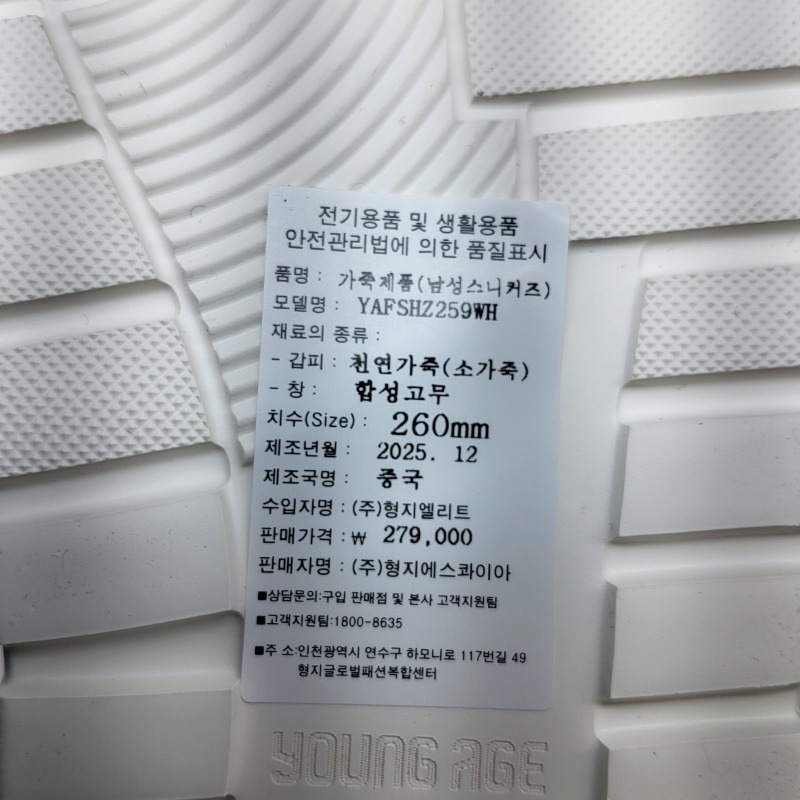 전기용품 및 생활용품
안전관리법에 의한 품질표시
품명 : 가죽제품(남성스니커즈)
모델명 : YAFSHZ259WH
재료의 종류 :
- 갑피 : 천연가죽(소가죽)
- 창 : 합성고무
치수(Size) : 260mm
제조년월 : 2025. 12
제조국명 : 중국
수입자명 : (주)형지엘리트
판매가격 : ₩ 279,000
판매자명 : (주)형지에스콰이아
■상담문의:구입 판매점 및 본사 고객지원팀
■고객지원팀:1800-8635
■주 소:인천광역시 연수구 하모니로 117번길 49
형지글로벌패션복합센터
YOUNG AGE